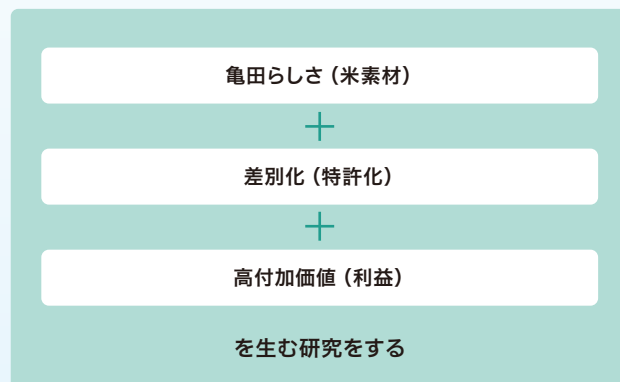 亀田らしさ（米素材）
＋
差別化（特許化）
＋
高付加価値（利益）
を生む研究をする